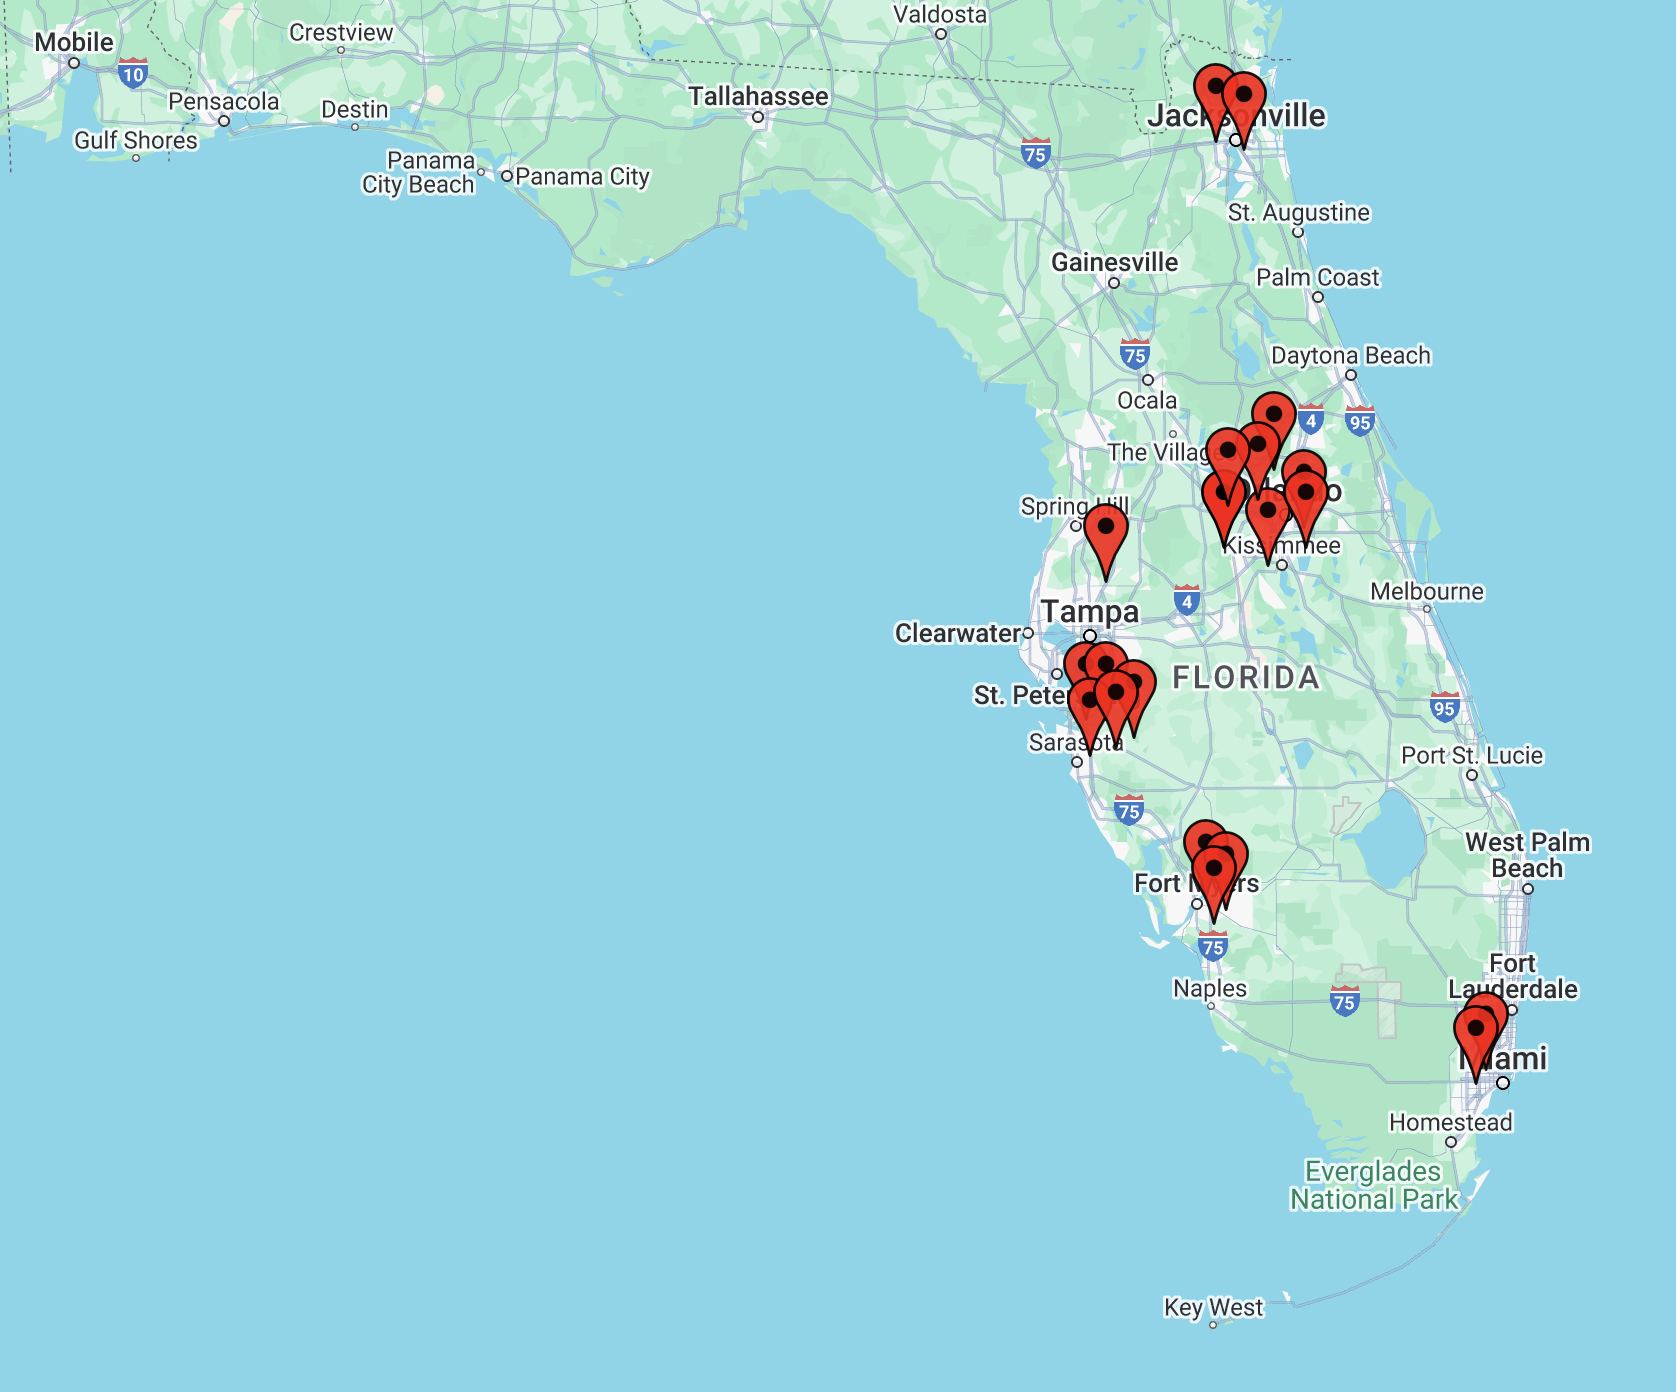 Valdosta
Crestview
Mobile
10
Pensacola
Destin
Tallahassee
Jacksonville
Gulf Shores
75
Panama
City Beach
Panama City
St. Augustine
Gainesville
Palm Coast
75
Daytona Beach
Ocala
4
95
The Villages
Orlando
Spring Hill
Kissimmee
Melbourne
4
Tampa
Clearwater
FLORIDA
St. Peter
95
Sarasota
Port St. Lucie
75
West Palm
Beach
Fort Myers
75
Fort
Lauderdale
Naples
75
Miami
Homestead
Everglades
National Park
Key West